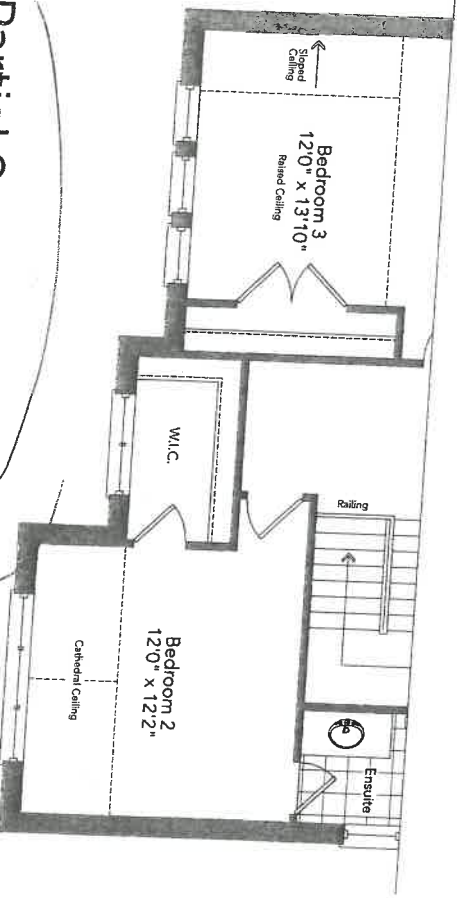 Sloped
Ceiling
Bedroom 3
12'0" x 13'10"
Raised Ceiling
Railing
Ensuite
W.I.C.
Bedroom 2
12'0" x 12'2"
Cathedral Ceiling
Partial